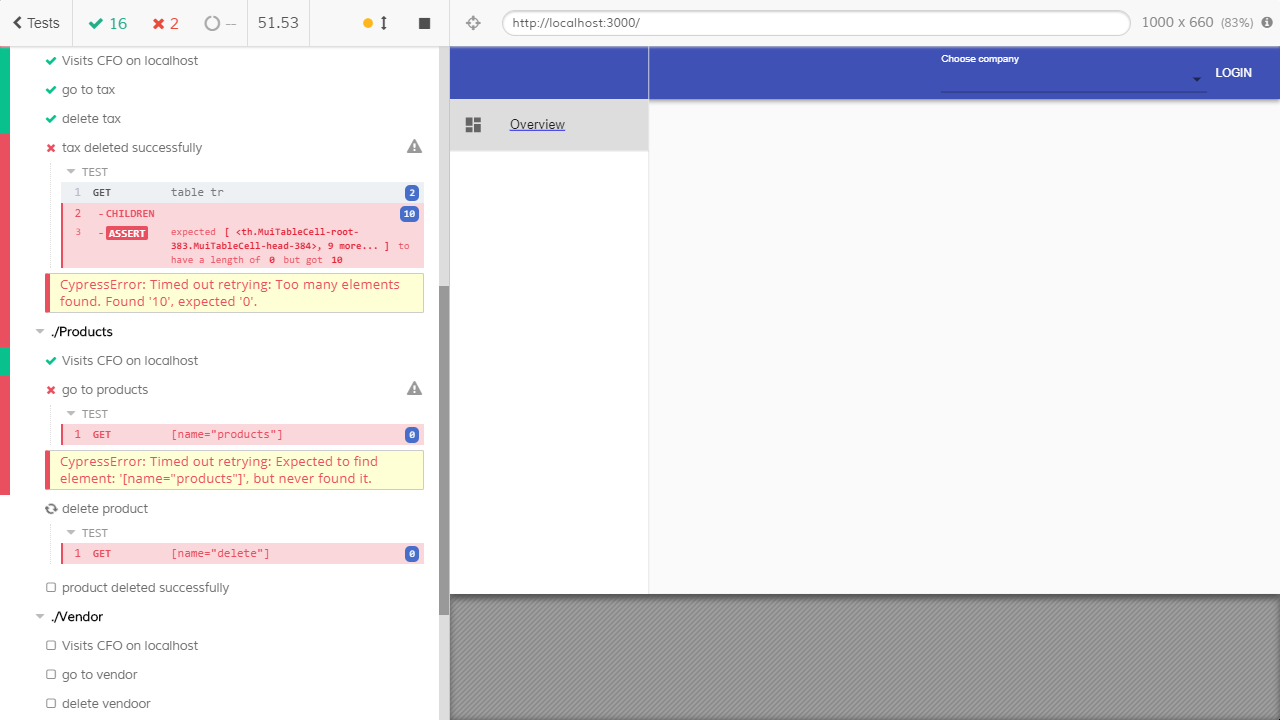 Tests
16
2
--
51.53
http://localhost:3000/
1000 x 660 (83%)
Visits CFO on localhost
go to tax
delete tax
tax deleted successfully
TEST
1 GET table tr 2
2 -CHILDREN 10
3 -ASSERT expected [ <th.MuiTableCell-root-
383.MuiTableCell-head-384>, 9 more... ] to
have a length of 0 but got 10
CypressError: Timed out retrying: Too many elements
found. Found '10', expected '0'.
./Products
Visits CFO on localhost
go to products
TEST
1 GET [name="products"] 0
CypressError: Timed out retrying: Expected to find
element: '[name="products"]', but never found it.
delete product
TEST
1 GET [name="delete"] 0
product deleted successfully
./Vendor
Visits CFO on localhost
go to vendor
delete vendoor
Choose company
LOGIN
Overview